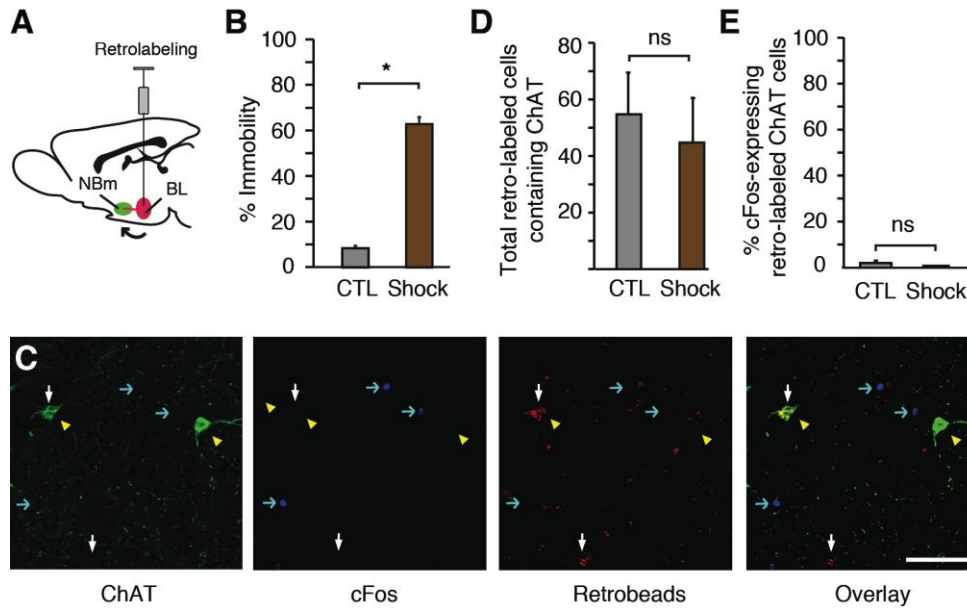 A
Retrolabeling
NBm
BL
B
% Immobility
100
80
60
40
20
0
*
CTL Shock
D
Total retro-labeled cells
containing ChAT
80
60
40
20
ns
CTL Shock
E
% cFos-expressing
retro-labeled ChAT cells
100
80
60
40
20
0
ns
CTL Shock
C
ChAT
cFos
Retrobeads
Overlay